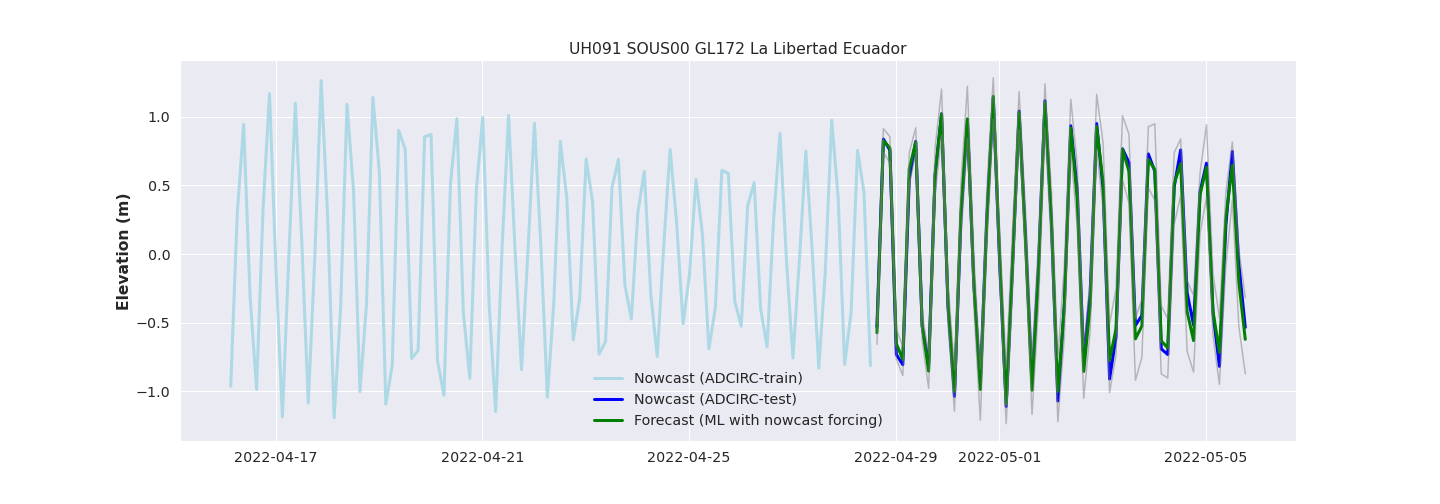 UH091 SOUS00 GL172 La Libertad Ecuador
Elevation (m)
1.0
0.5
0.0
−0.5
−1.0
Nowcast (ADCIRC-train)
Nowcast (ADCIRC-test)
Forecast (ML with nowcast forcing)
2022-04-17 2022-04-21 2022-04-25 2022-04-29 2022-05-01 2022-05-05